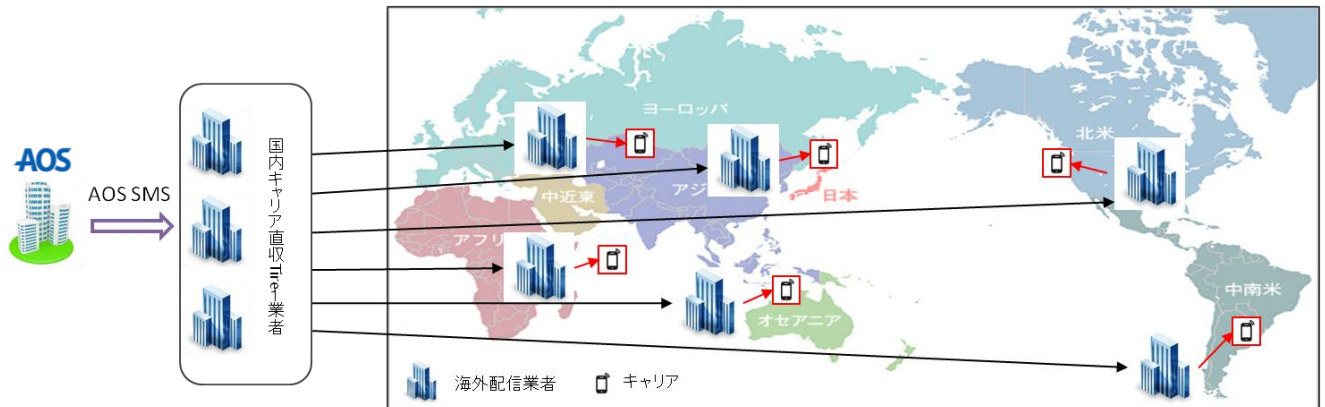 AOS
AOS SMS
国内キャリア直収Tire1業者
ヨーロッパ
アジ
中近東
アフリ
日本
北米
オセアニア
中南米
海外配信業者
キャリア